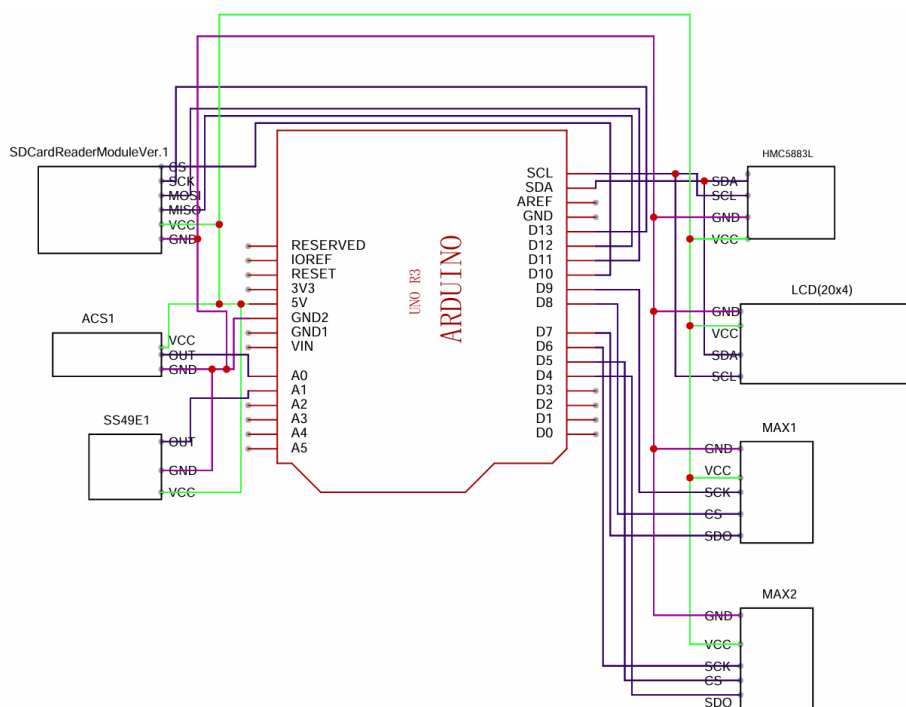 SDCardReaderModuleVer.1
CS
SCK
MOSI
MISO
VCC
GND
ACS1
VCC
OUT
GND
SS49E1
OUT
GND
VCC
RESERVED
IOREF
RESET
3V3
5V
GND2
GND1
VIN
A0
A1
A2
A3
A4
A5
UNO R3
ARDUINO
SCL
SDA
AREF
GND
D13
D12
D11
D10
D9
D8
D7
D6
D5
D4
D3
D2
D1
D0
HMC5883L
SDA
SCL
GND
VCC
LCD(20x4)
GND
VCC
SDA
SCL
MAX1
GND
VCC
SCK
CS
SDO
MAX2
GND
VCC
SCK
CS
SDO